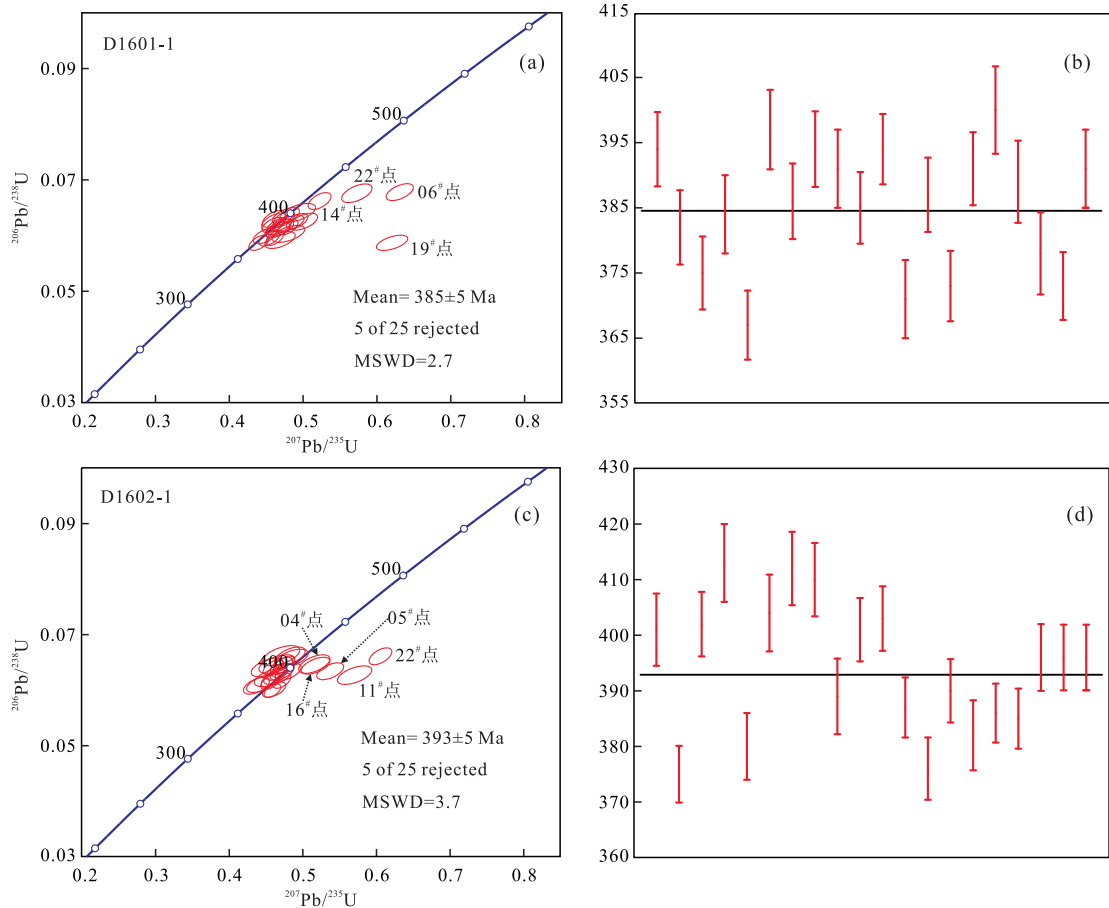 D1601-1
(a)
0.09
0.07
0.05
0.03
²⁰⁶Pb/²³⁸U
500
400
300
22#点
06#点
14#点
19#点
Mean= 385±5 Ma
5 of 25 rejected
MSWD=2.7
0.2 0.3 0.4 0.5 0.6 0.7 0.8
²⁰⁷Pb/²³⁵U
(b)
415
405
395
385
375
365
355
D1602-1
(c)
0.09
0.07
0.05
0.03
²⁰⁶Pb/²³⁸U
500
400
300
04#点
05#点
22#点
11#点
16#点
Mean= 393±5 Ma
5 of 25 rejected
MSWD=3.7
0.2 0.3 0.4 0.5 0.6 0.7 0.8
²⁰⁷Pb/²³⁵U
(d)
430
420
410
400
390
380
370
360